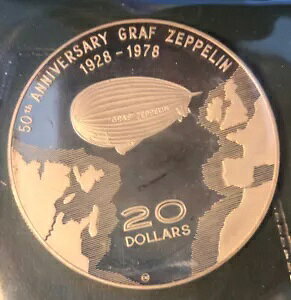 50TH ANNIVERSARY GRAF ZEPPELIN
1928-1978
GRAF ZEPPELIN
20
DOLLARS